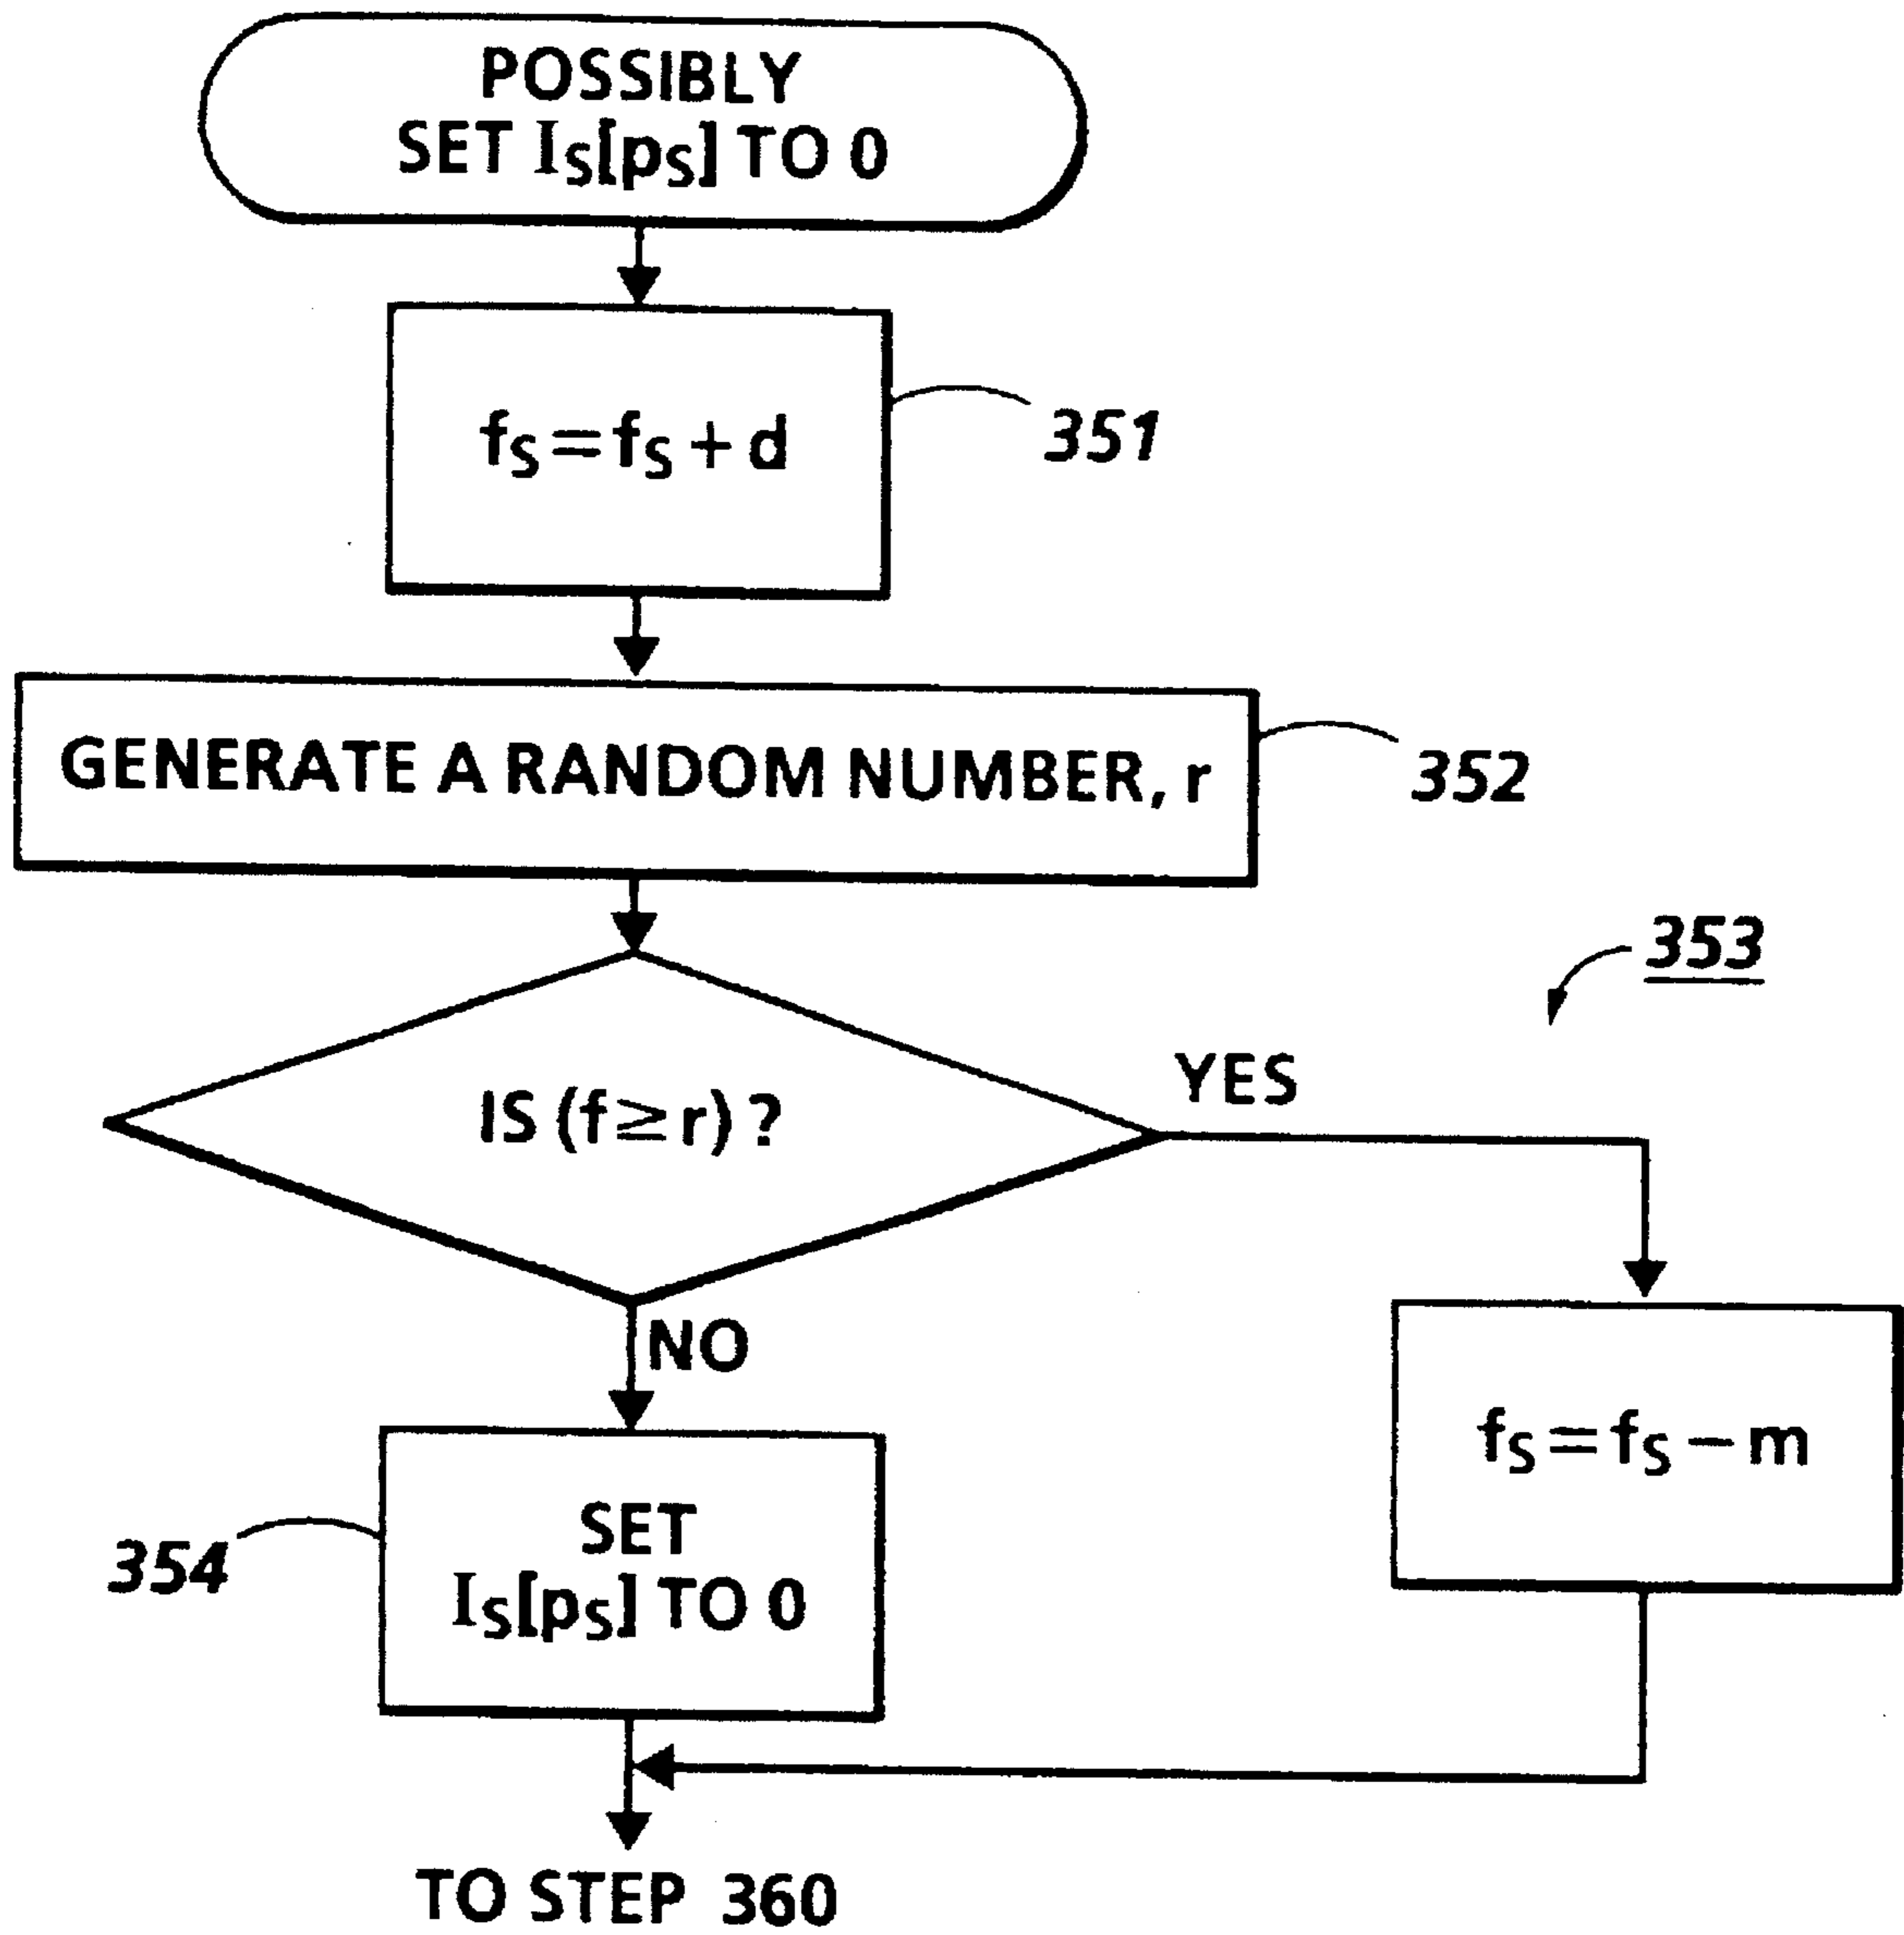 POSSIBLY
SET Is[ps] TO 0
fs = fs + d
351
GENERATE A RANDOM NUMBER, r
352
353
IS (f ≥ r) ?
YES
NO
fs = fs − m
SET
Is[ps] TO 0
354
TO STEP 360